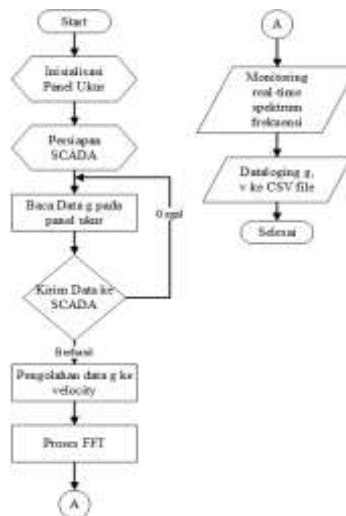 Start
Inisialisasi
Panel Ukur
Persiapan
SCADA
Baca Data g pada
panel ukur
Gagal
Kirim Data ke
SCADA
Berhasil
Pengolahan data g ke
velocity
Proses FFT
A
A
Monitoring
real-time
spektrum
frekuensi
Dataloging g,
v ke CSV file
Selesai